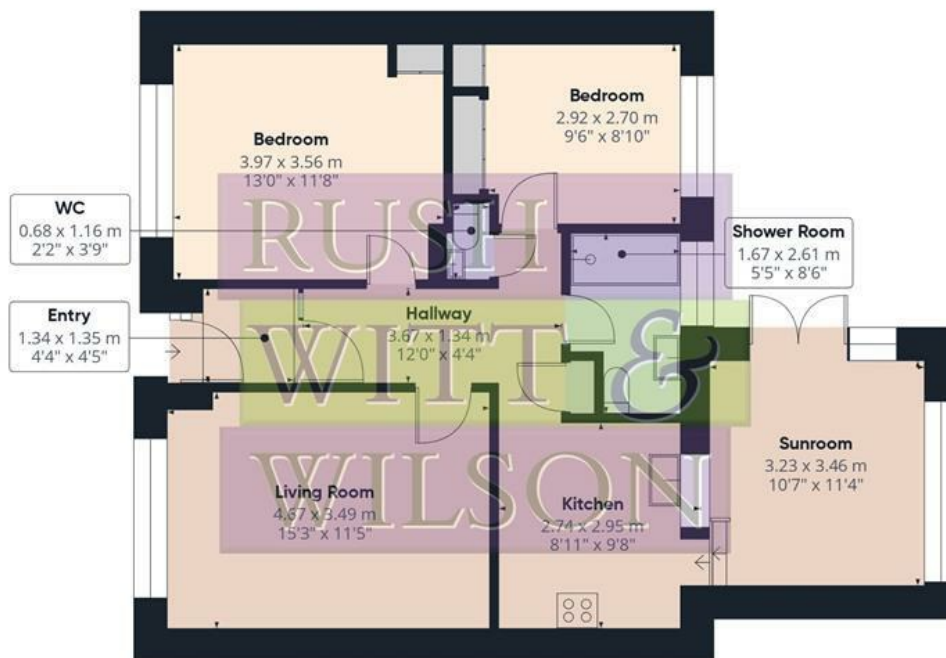 Bedroom
3.97 x 3.56 m
13'0" x 11'8"
Bedroom
2.92 x 2.70 m
9'6" x 8'10"
WC
0.68 x 1.16 m
2'2" x 3'9"
Shower Room
1.67 x 2.61 m
5'5" x 8'6"
Entry
1.34 x 1.35 m
4'4" x 4'5"
Hallway
3.67 x 1.34 m
12'0" x 4'4"
Living Room
4.67 x 3.49 m
15'3" x 11'5"
Kitchen
2.74 x 2.95 m
8'11" x 9'8"
Sunroom
3.23 x 3.46 m
10'7" x 11'4"
RUSH
WITT &
WILSON